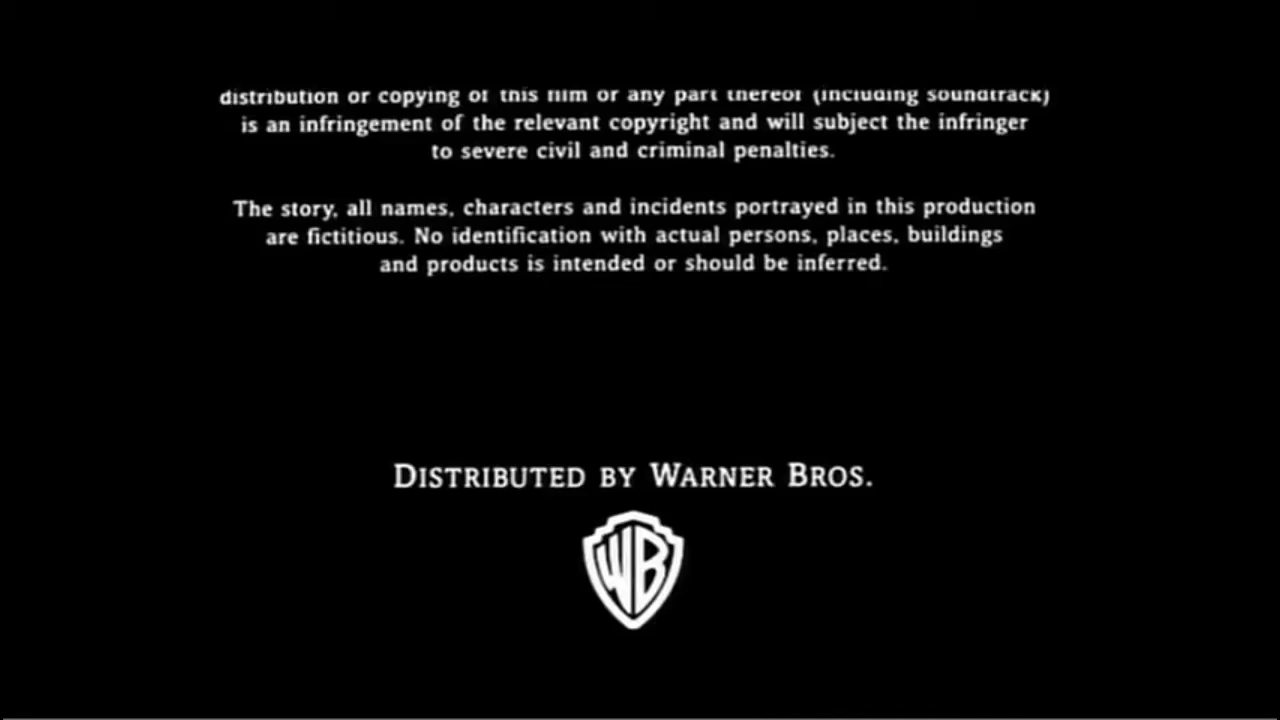 distribution or copying of this film or any part thereof (including soundtrack)
is an infringement of the relevant copyright and will subject the infringer
to severe civil and criminal penalties.
The story, all names, characters and incidents portrayed in this production
are fictitious. No identification with actual persons, places, buildings
and products is intended or should be inferred.
DISTRIBUTED BY WARNER BROS.
WB